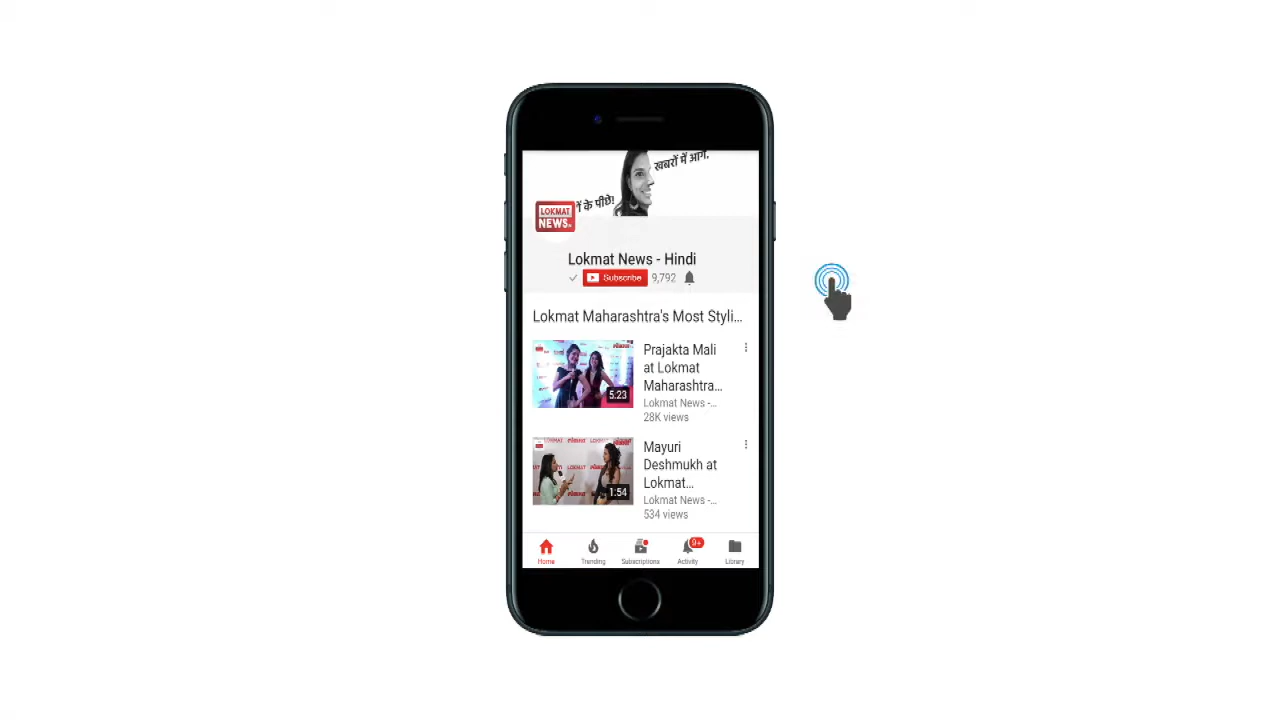 खबरों में आगे,
ों के पीछे!
LOKMAT
NEWS
Lokmat News - Hindi
Subscribe 9,792
Lokmat Maharashtra's Most Styli...
Prajakta Mali
at Lokmat
Maharashtra...
Lokmat News -...
28K views
5:23
Mayuri
Deshmukh at
Lokmat...
Lokmat News -...
534 views
1:54
9+
Home Trending Subscriptions Activity Library